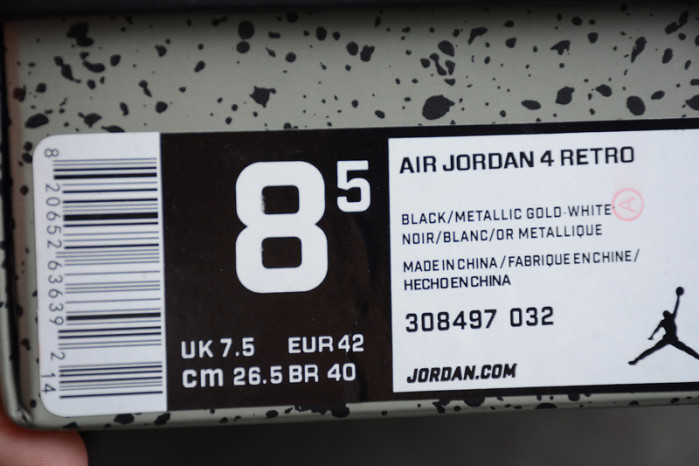 8 20652 63639 2 14
8 5
UK 7.5 EUR 42
cm 26.5 BR 40
AIR JORDAN 4 RETRO
BLACK/METALLIC GOLD-WHITE
A
NOIR/BLANC/OR METALLIQUE
MADE IN CHINA / FABRIQUE EN CHINE /
HECHO EN CHINA
308497 032
JORDAN.COM